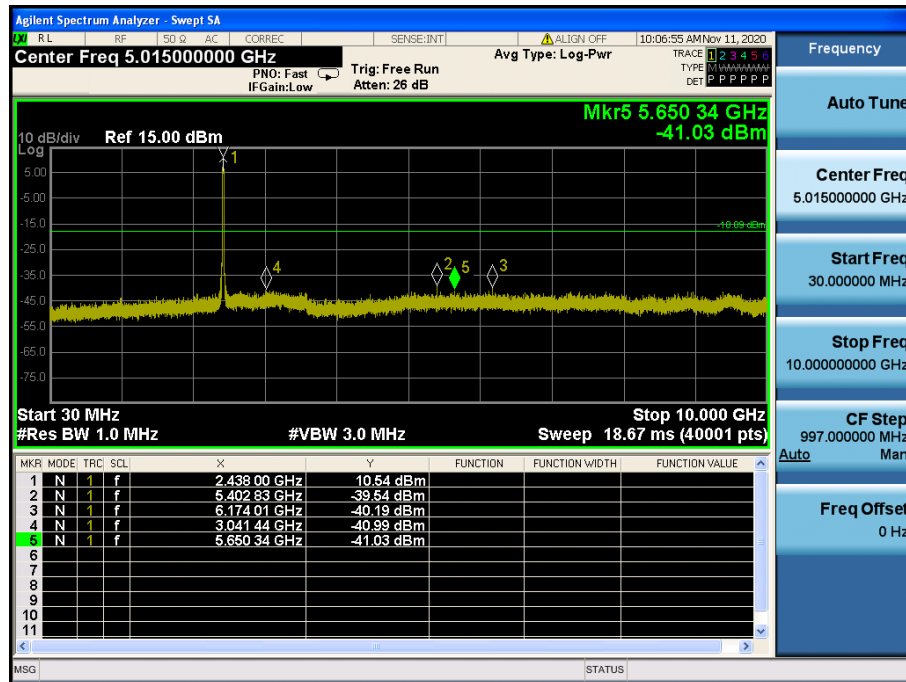 Agilent Spectrum Analyzer - Swept SA
LXI RL RF 50 Ω AC CORREC SENSE:INT ALIGN OFF 10:06:55 AM Nov 11, 2020
Center Freq 5.015000000 GHz
PNO: Fast
IFGain:Low
Trig: Free Run
Atten: 26 dB
Avg Type: Log-Pwr
TRACE 1 2 3 4 5 6
TYPE M WWWWW
DET P P P P P P
Mkr5 5.650 34 GHz
-41.03 dBm
10 dB/div Ref 15.00 dBm
Log
5.00
-5.00
-15.0
-25.0
-35.0
-45.0
-55.0
-65.0
-75.0
1
4
2
5
3
Start 30 MHz Stop 10.000 GHz
#Res BW 1.0 MHz #VBW 3.0 MHz Sweep 18.67 ms (40001 pts)
MKR MODE TRC SCL X Y FUNCTION FUNCTION WIDTH FUNCTION VALUE
1 N 1 f 2.438 00 GHz 10.54 dBm
2 N 1 f 5.402 83 GHz -39.54 dBm
3 N 1 f 6.174 01 GHz -40.19 dBm
4 N 1 f 3.041 44 GHz -40.99 dBm
5 N 1 f 5.650 34 GHz -41.03 dBm
6
7
8
9
10
11
MSG STATUS
Frequency
Auto Tune
Center Freq
5.015000000 GHz
Start Freq
30.000000 MHz
Stop Freq
10.000000000 GHz
CF Step
997.000000 MHz
Auto Man
Freq Offset
0 Hz